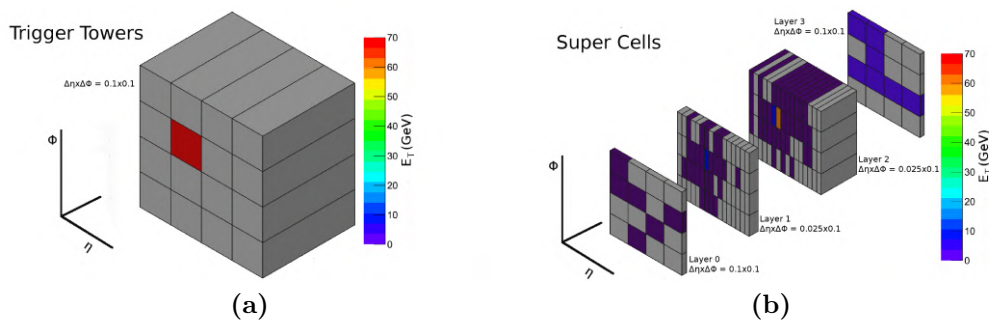 Trigger Towers
ΔηxΔΦ = 0.1x0.1
Φ
η
70
60
50
40
30
20
10
0
E_T (GeV)
(a)
Super Cells
Layer 3
ΔηxΔΦ = 0.1x0.1
Layer 2
ΔηxΔΦ = 0.025x0.1
Layer 1
ΔηxΔΦ = 0.025x0.1
Layer 0
ΔηxΔΦ = 0.1x0.1
Φ
η
70
60
50
40
30
20
10
0
E_T (GeV)
(b)